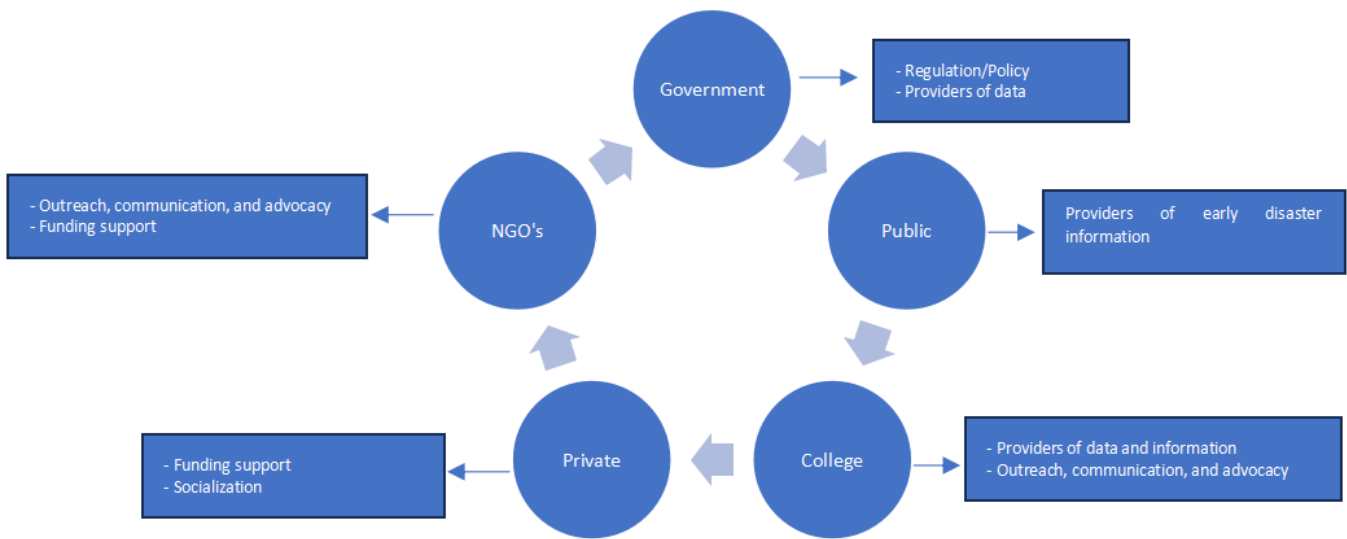 Government
- Regulation/Policy
- Providers of data
Public
Providers of early disaster
information
College
- Providers of data and information
- Outreach, communication, and advocacy
Private
- Funding support
- Socialization
NGO's
- Outreach, communication, and advocacy
- Funding support